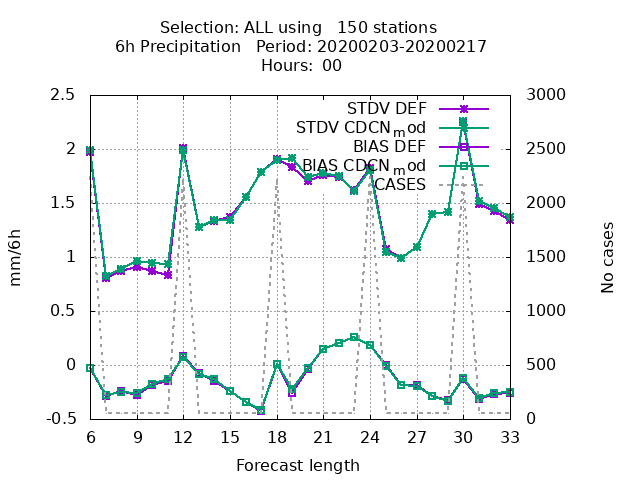 Selection: ALL using   150 stations
6h Precipitation   Period: 20200203-20200217
Hours: 00
2.5
2
1.5
1
0.5
0
-0.5
mm/6h
STDV DEF
STDV CDCNmod
BIAS DEF
BIAS CDCNmod
CASES
3000
2500
2000
1500
1000
500
0
No cases
6 9 12 15 18 21 24 27 30 33
Forecast length